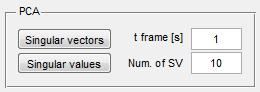 PCA
Singular vectors t frame [s] 1
Singular values Num. of SV 10